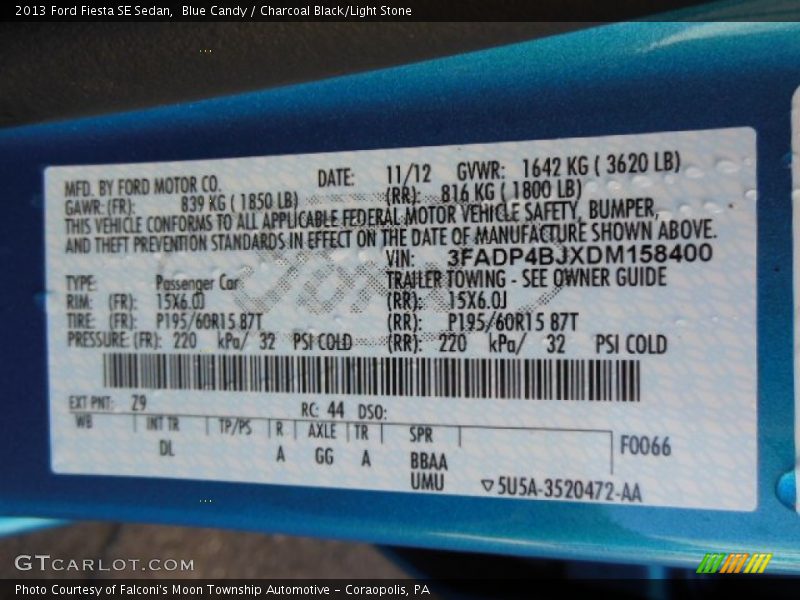 2013 Ford Fiesta SE Sedan,  Blue Candy / Charcoal Black/Light Stone
MFD. BY FORD MOTOR CO. DATE: 11/12 GVWR: 1642 KG ( 3620 LB)
GAWR: (FR): 839 KG ( 1850 LB) (RR): 816 KG ( 1800 LB)
THIS VEHICLE CONFORMS TO ALL APPLICABLE FEDERAL MOTOR VEHICLE SAFETY, BUMPER,
AND THEFT PREVENTION STANDARDS IN EFFECT ON THE DATE OF MANUFACTURE SHOWN ABOVE.
VIN: 3FADP4BJXDM158400
TYPE: Passenger Car TRAILER TOWING - SEE OWNER GUIDE
RIM: (FR): 15X6.0J (RR): 15X6.0J
TIRE: (FR): P195/60R15 87T (RR): P195/60R15 87T
PRESSURE: (FR): 220 kPa/ 32 PSI COLD (RR): 220 kPa/ 32 PSI COLD
EXT PNT: Z9 RC: 44 DSO:
WB INT TR TP/PS R AXLE TR SPR F0066
DL A GG A BBAA
UMU ▽5U5A-3520472-AA
GTCARLOT.COM
Photo Courtesy of Falconi's Moon Township Automotive - Coraopolis, PA